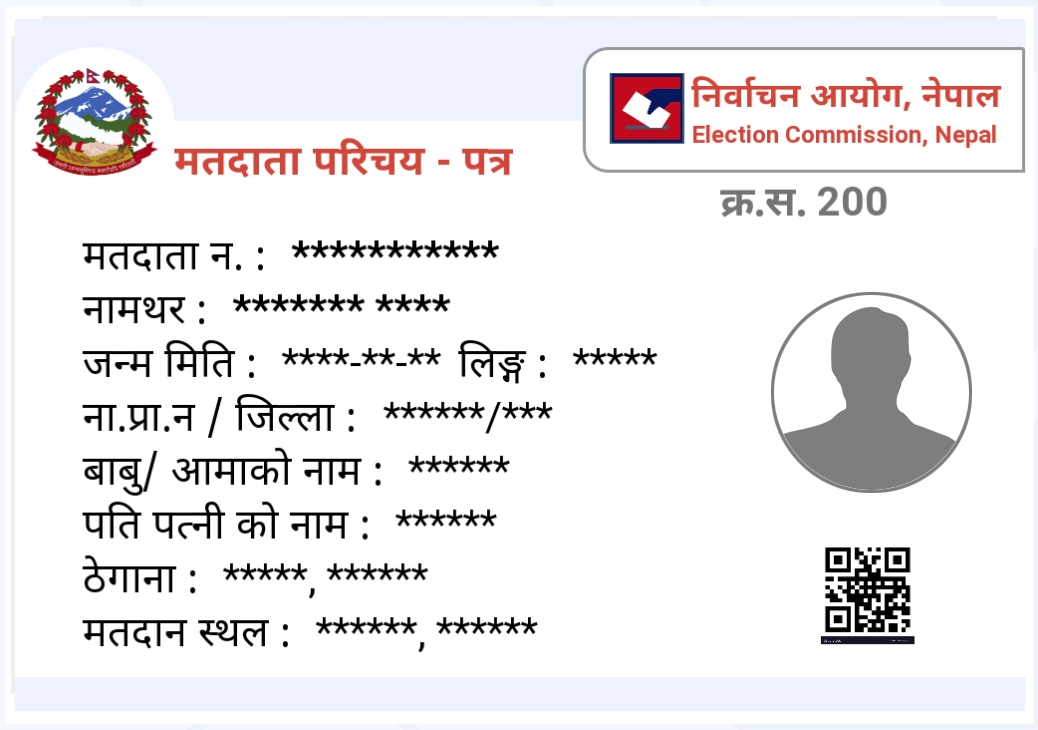 निर्वाचन आयोग, नेपाल
Election Commission, Nepal
मतदाता परिचय - पत्र
क्र.स. 200
मतदाता न. : ***********
नामथर : ******* ****
जन्म मिति : ****-**-** लिङ्ग : *****
ना.प्रा.न / जिल्ला : ******/***
बाबु/ आमाको नाम : ******
पति पत्नी को नाम : ******
ठेगाना : *****, ******
मतदान स्थल : ******, ******